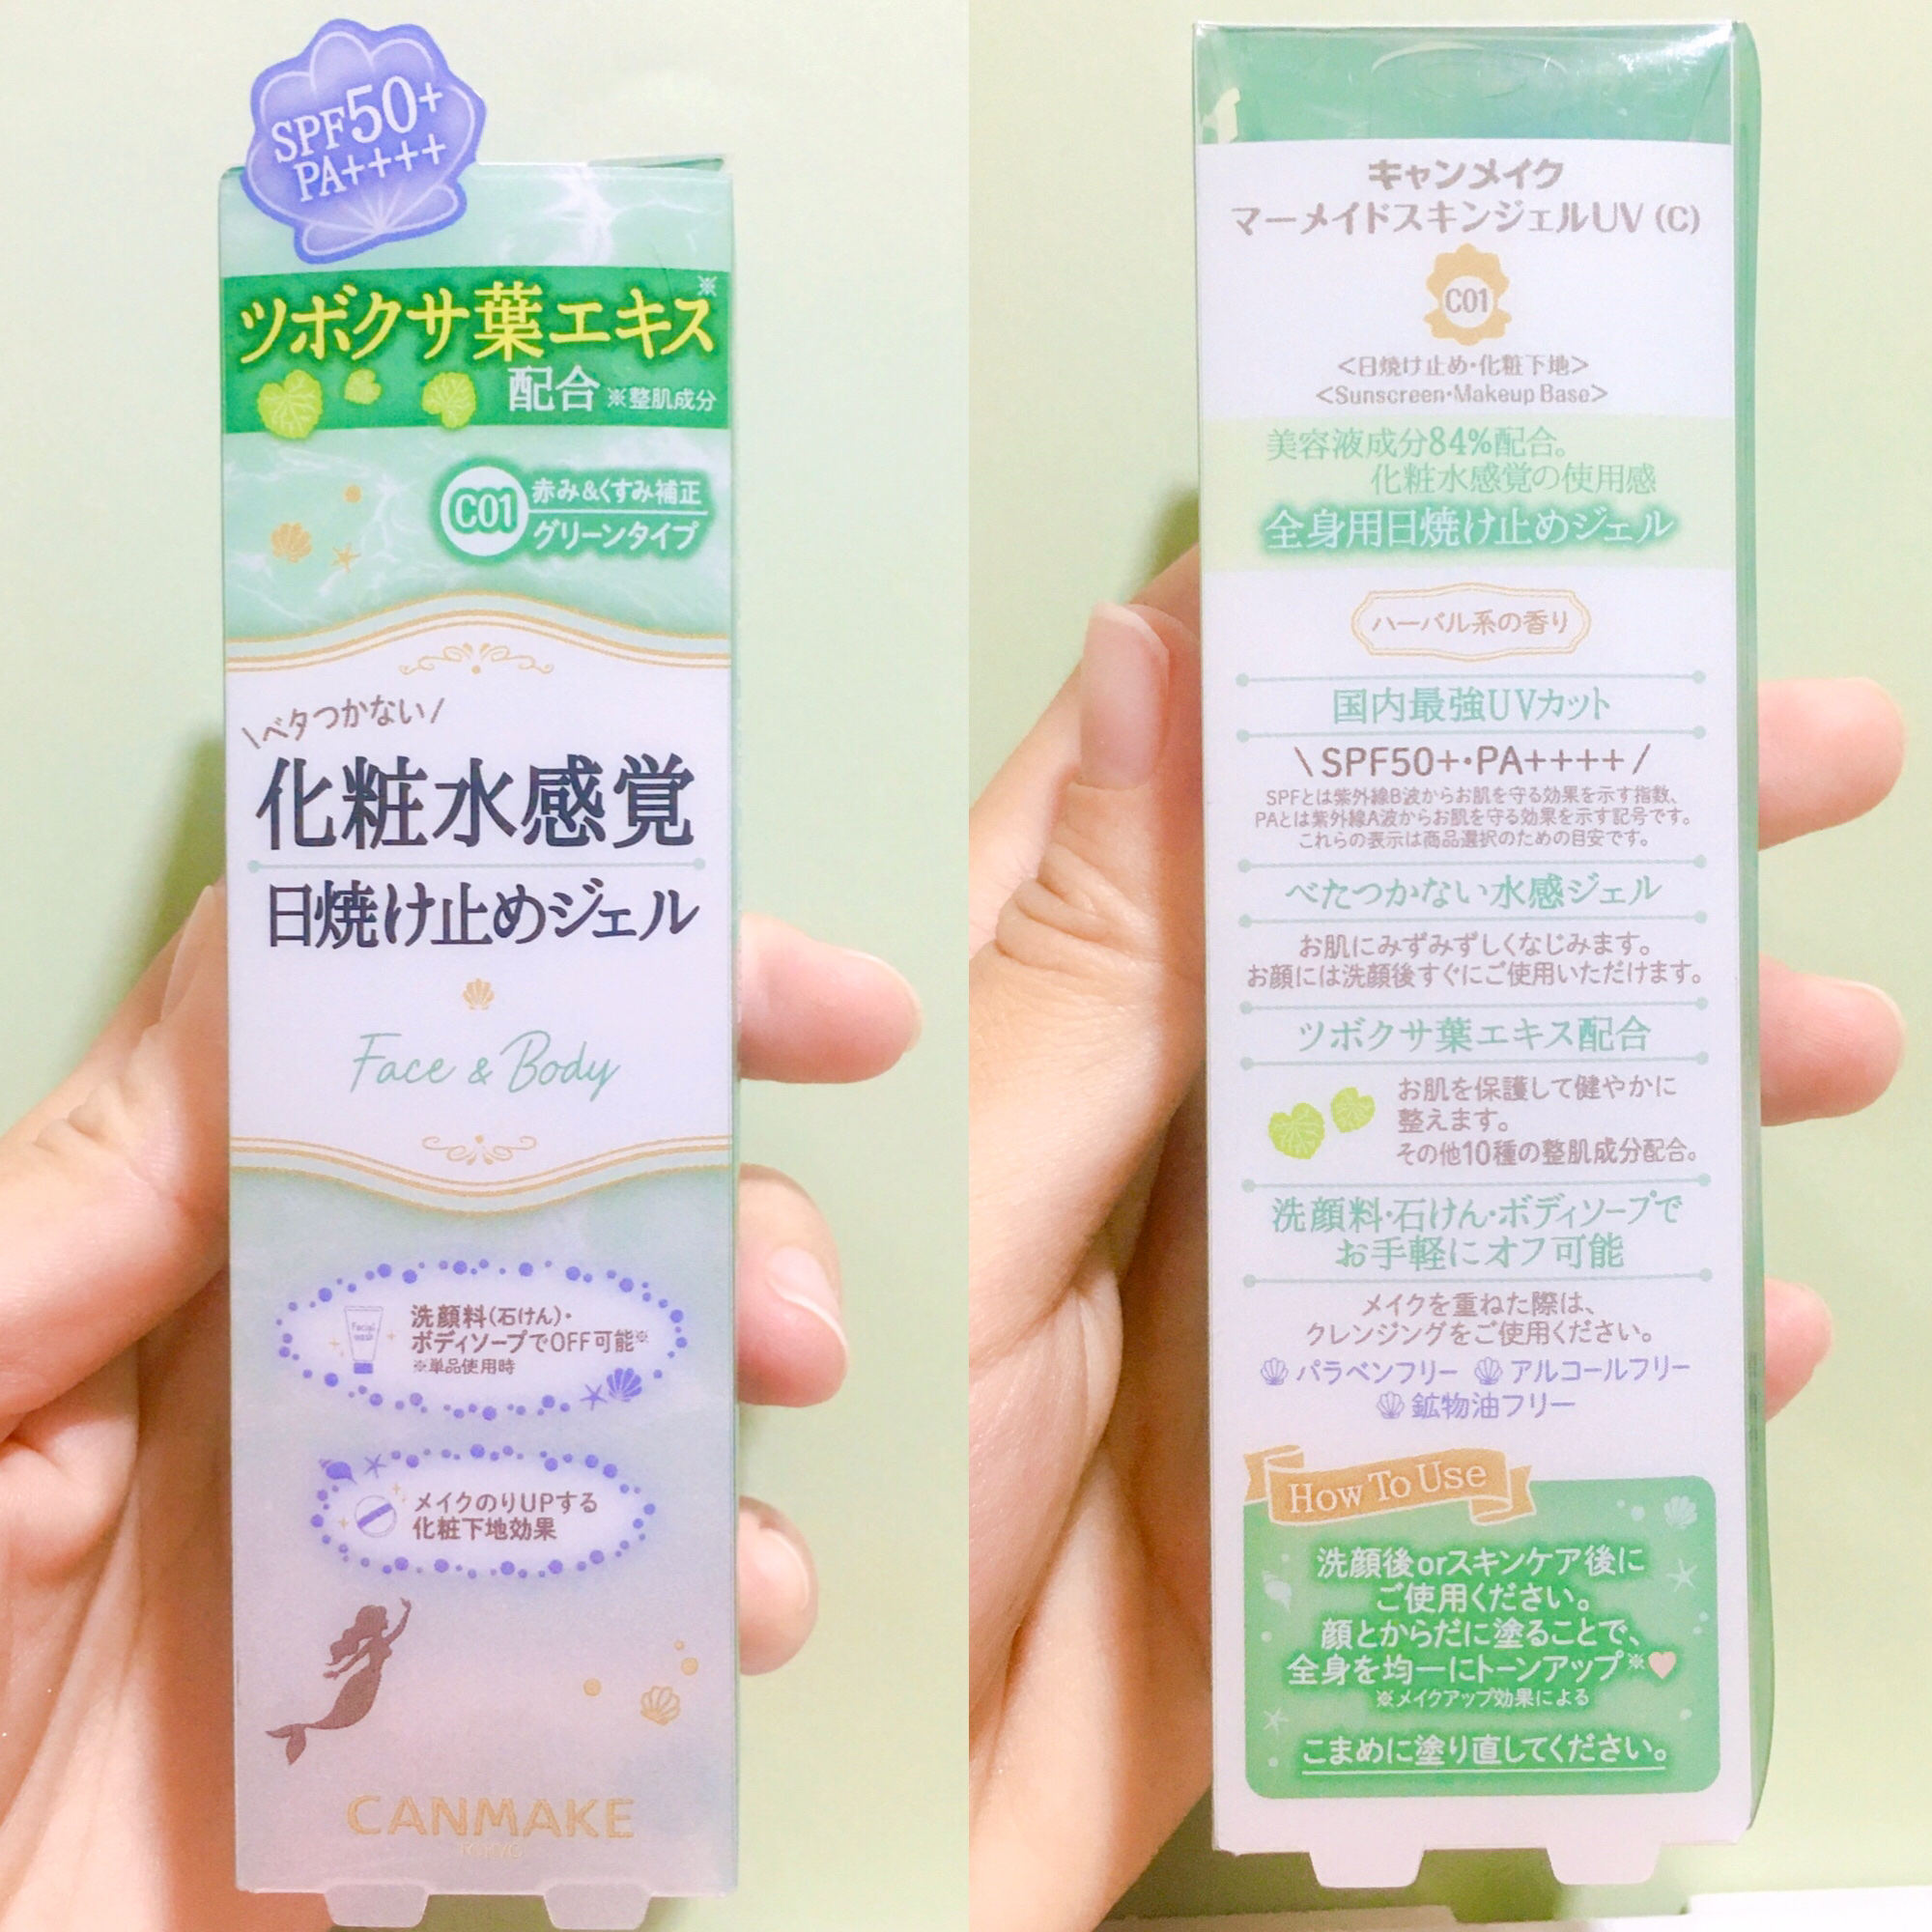 SPF50+
PA++++
ツボクサ葉エキス※
配合 ※整肌成分
C01
赤み&くすみ補正
グリーンタイプ
\ベタつかない/
化粧水感覚
日焼け止めジェル
Face & Body
Facial
wash
洗顔料(石けん)・
ボディソープでOFF可能※
※単品使用時
メイクのりUPする
化粧下地効果
CANMAKE
TOKYO
キャンメイク
マーメイドスキンジェルUV (C)
C01
<日焼け止め・化粧下地>
<Sunscreen・Makeup Base>
美容液成分84%配合。
化粧水感覚の使用感
全身用日焼け止めジェル
ハーバル系の香り
国内最強UVカット
\SPF50+・PA++++/
SPFとは紫外線B波からお肌を守る効果を示す指数、
PAとは紫外線A波からお肌を守る効果を示す記号です。
これらの表示は商品選択のための目安です。
べたつかない水感ジェル
お肌にみずみずしくなじみます。
お顔には洗顔後すぐにご使用いただけます。
ツボクサ葉エキス配合
お肌を保護して健やかに
整えます。
その他10種の整肌成分配合。
洗顔料・石けん・ボディソープで
お手軽にオフ可能
メイクを重ねた際は、
クレンジングをご使用ください。
パラベンフリー アルコールフリー
鉱物油フリー
How To Use
洗顔後orスキンケア後に
ご使用ください。
顔とからだに塗ることで、
全身を均一にトーンアップ※♥
※メイクアップ効果による
こまめに塗り直してください。